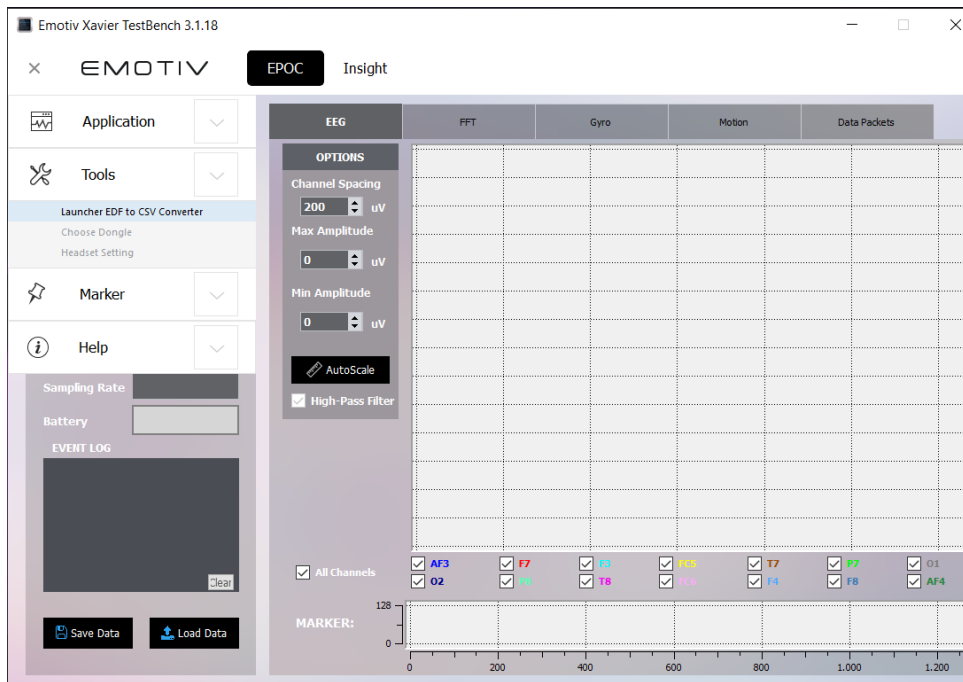 Emotiv Xavier TestBench 3.1.18
EMOTIV
EPOC
Insight
Application
Tools
Launcher EDF to CSV Converter
Choose Dongle
Headset Setting
Marker
Help
Sampling Rate
Battery
EVENT LOG
Clear
Save Data
Load Data
EEG
FFT
Gyro
Motion
Data Packets
OPTIONS
Channel Spacing
200 uV
Max Amplitude
0 uV
Min Amplitude
0 uV
AutoScale
High-Pass Filter
All Channels
AF3 F7 F3 FC5 T7 P7 O1
O2 P8 T8 FC6 F4 F8 AF4
MARKER:
128
0
0 200 400 600 800 1.000 1.200